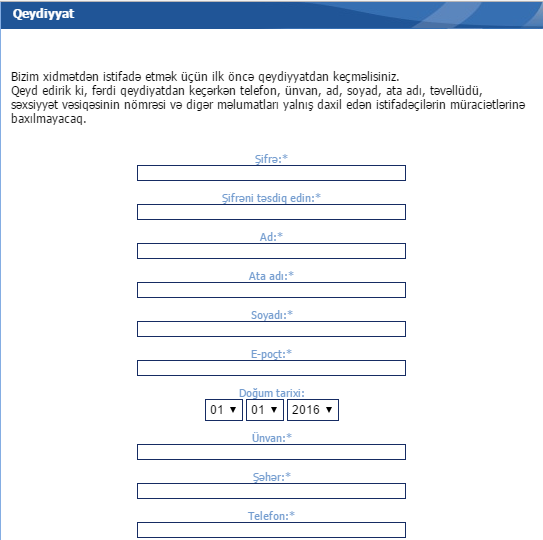 Qeydiyyat
Bizim xidmətdən istifadə etmək üçün ilk öncə qeydiyyatdan keçməlisiniz.
Qeyd edirik ki, fərdi qeydiyatdan keçərkən telefon, ünvan, ad, soyad, ata adı, təvəllüdü,
səxsiyyət vəsiqəsinin nömrəsi və digər məlumatları yalnış daxil edən istifadəçilərin müraciətlərinə
baxılmayacaq.
Şifrə:*
Şifrəni təsdiq edin:*
Ad:*
Ata adı:*
Soyadı:*
E-poçt:*
Doğum tarixi:
01 01 2016
Ünvan:*
Şəhər:*
Telefon:*